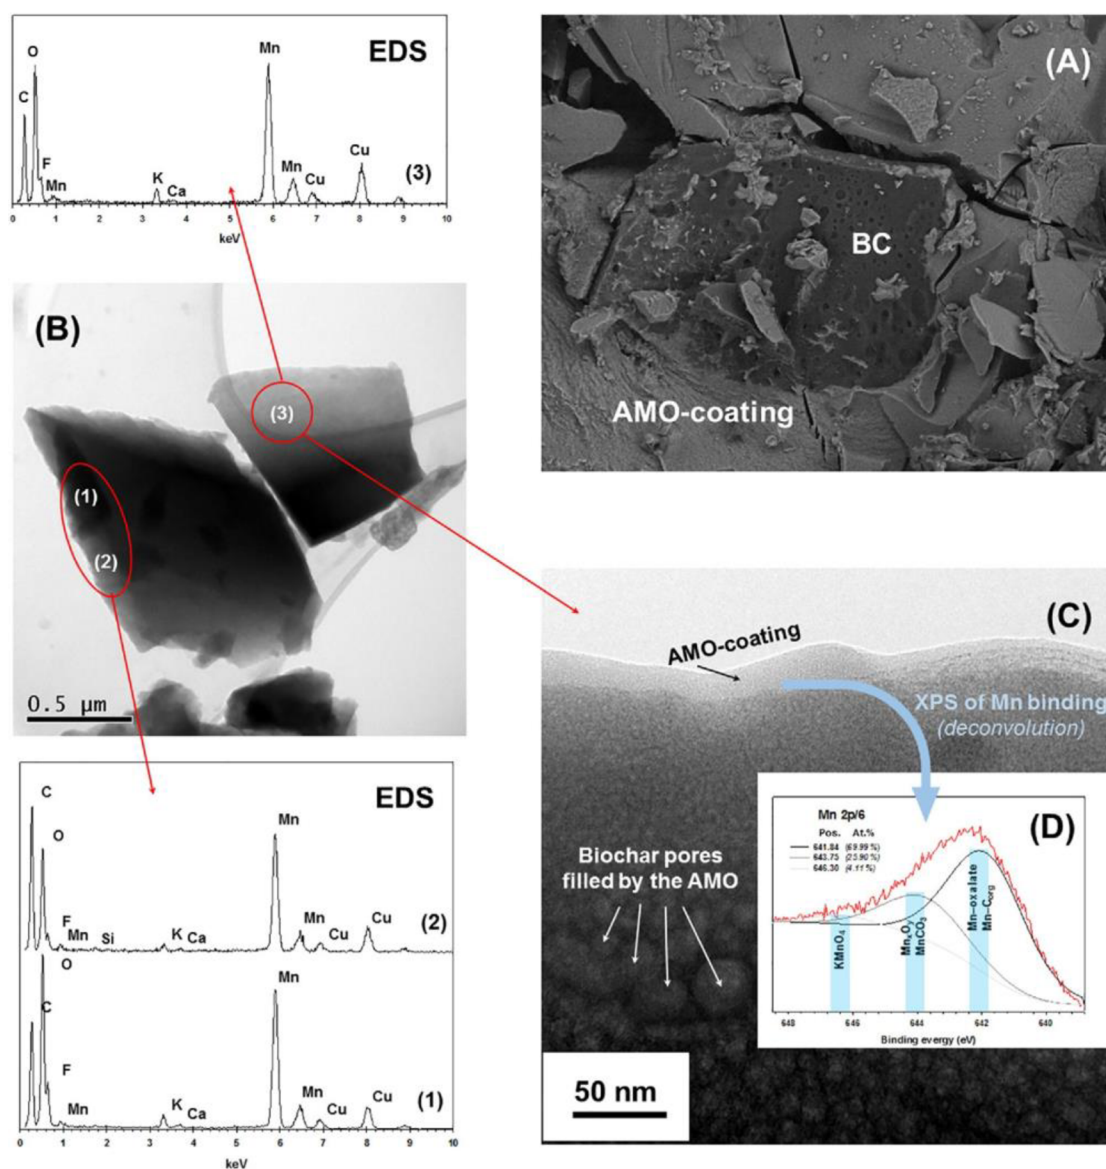 EDS
Mn
O
C
F
Mn
K
Ca
Mn
Cu
Cu
(3)
0 1 2 3 4 5 6 7 8 9 10
keV
(A)
BC
AMO-coating
(B)
(3)
(1)
(2)
0.5 µm
EDS
C
O
Mn
F
Mn
Si
K
Ca
Mn
Cu
Cu
(2)
O
C
Mn
F
Mn
K
Ca
Mn
Cu
Cu
(1)
0 1 2 3 4 5 6 7 8 9 10
keV
(C)
AMO-coating
XPS of Mn binding
(deconvolution)
Biochar pores
filled by the AMO
50 nm
(D)
Mn 2p/6
Pos. At.%
641.84 (69.99%)
643.75 (25.90%)
646.30 (4.11%)
KMnO4
MnxOy
MnCO3
Mn–oxalate
Mn–Corg
648 646 644 642 640
Binding evergy (eV)